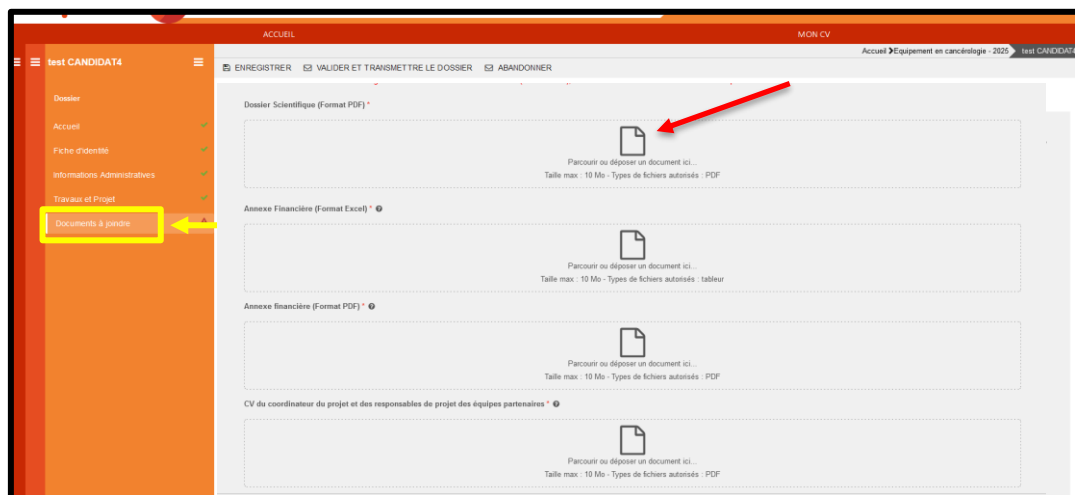 ACCUEIL
MON CV
Accueil ❯Equipement en cancérologie - 2025
test CANDIDAT4
test CANDIDAT4
ENREGISTRER
VALIDER ET TRANSMETTRE LE DOSSIER
ABANDONNER
Dossier
Accueil
Fiche d'identité
Informations Administratives
Travaux et Projet
Documents à joindre
Dossier Scientifique (Format PDF) *
Parcourir ou déposer un document ici...
Taille max : 10 Mo - Types de fichiers autorisés : PDF
Annexe Financière (Format Excel) *
Parcourir ou déposer un document ici...
Taille max : 10 Mo - Types de fichiers autorisés : tableur
Annexe financière (Format PDF) *
Parcourir ou déposer un document ici...
Taille max : 10 Mo - Types de fichiers autorisés : PDF
CV du coordinateur du projet et des responsables de projet des équipes partenaires *
Parcourir ou déposer un document ici...
Taille max : 10 Mo - Types de fichiers autorisés : PDF